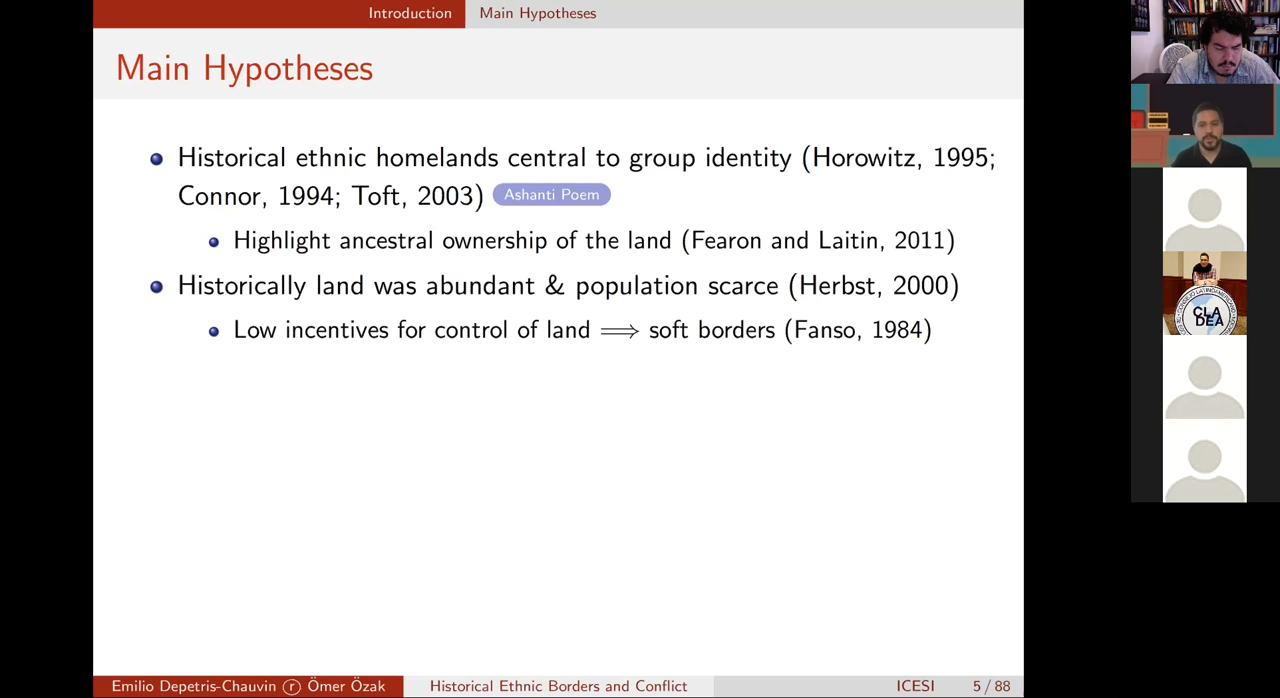 Introduction Main Hypotheses
Main Hypotheses
Historical ethnic homelands central to group identity (Horowitz, 1995;
Connor, 1994; Toft, 2003) Ashanti Poem
Highlight ancestral ownership of the land (Fearon and Laitin, 2011)
Historically land was abundant & population scarce (Herbst, 2000)
Low incentives for control of land ⟹ soft borders (Fanso, 1984)
Emilio Depetris-Chauvin ⓡ Ömer Özak Historical Ethnic Borders and Conflict ICESI 5 / 88
CLA
DEA